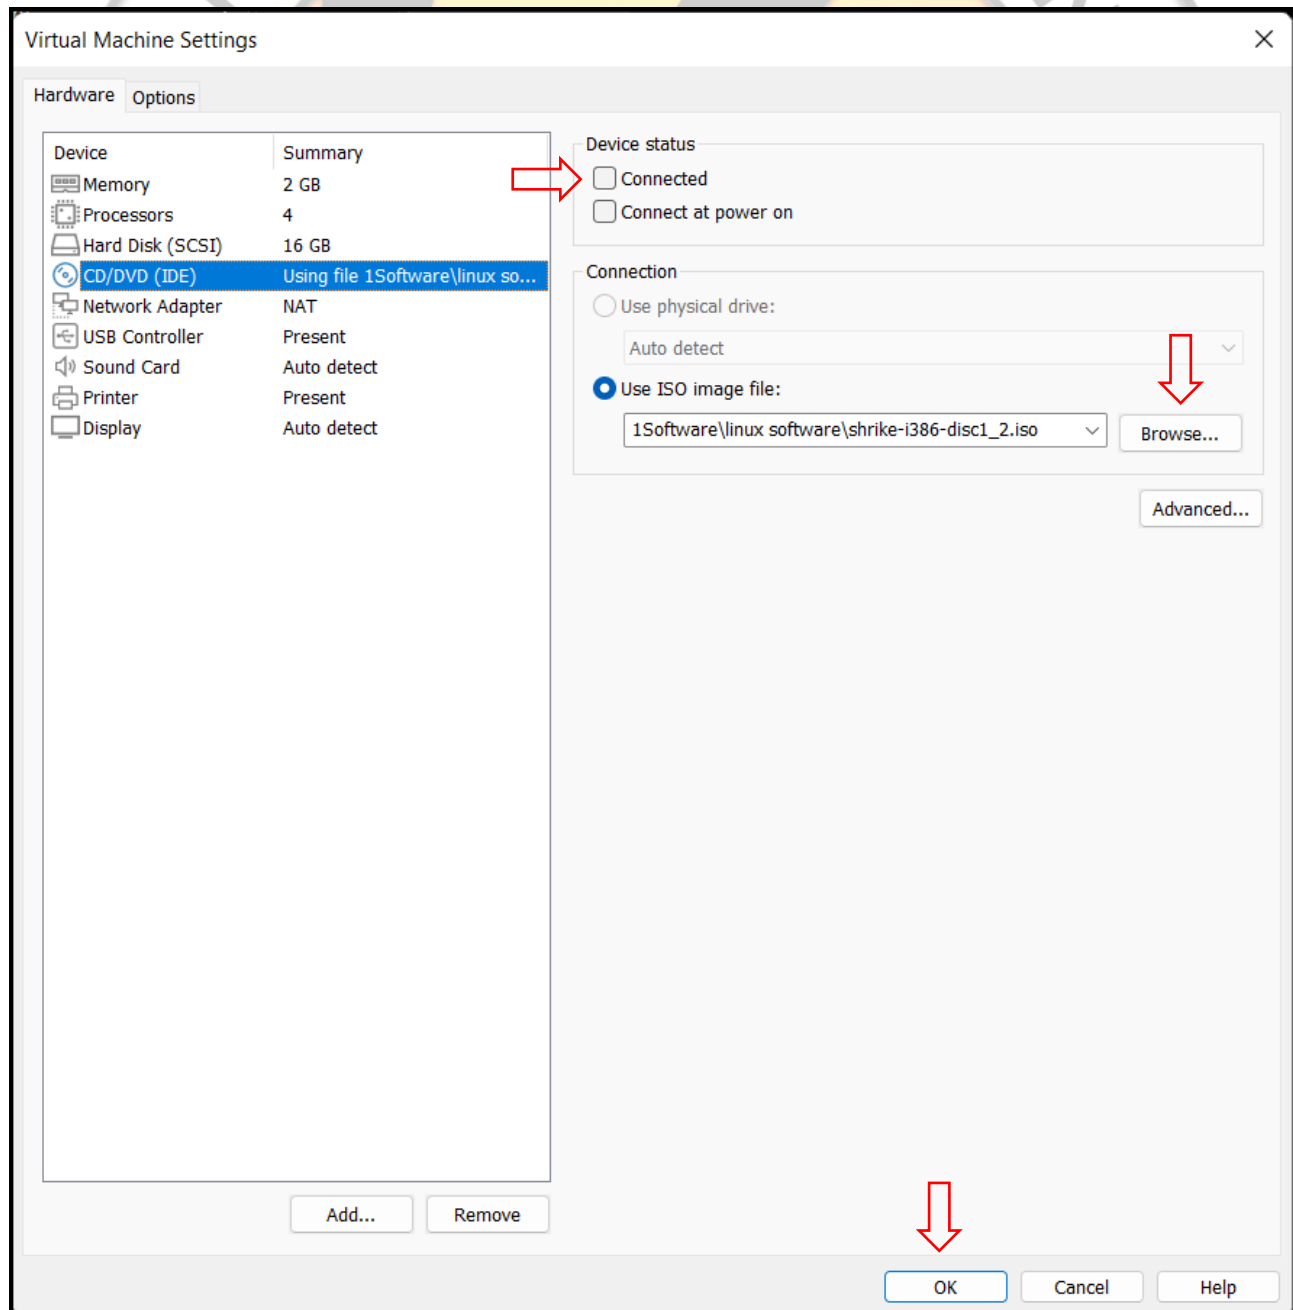 Virtual Machine Settings
Hardware Options
Device Summary
Memory 2 GB
Processors 4
Hard Disk (SCSI) 16 GB
CD/DVD (IDE) Using file 1Software\linux so...
Network Adapter NAT
USB Controller Present
Sound Card Auto detect
Printer Present
Display Auto detect
Add... Remove
Device status
Connected
Connect at power on
Connection
Use physical drive:
Auto detect
Use ISO image file:
1Software\linux software\shrike-i386-disc1_2.iso Browse...
Advanced...
OK Cancel Help